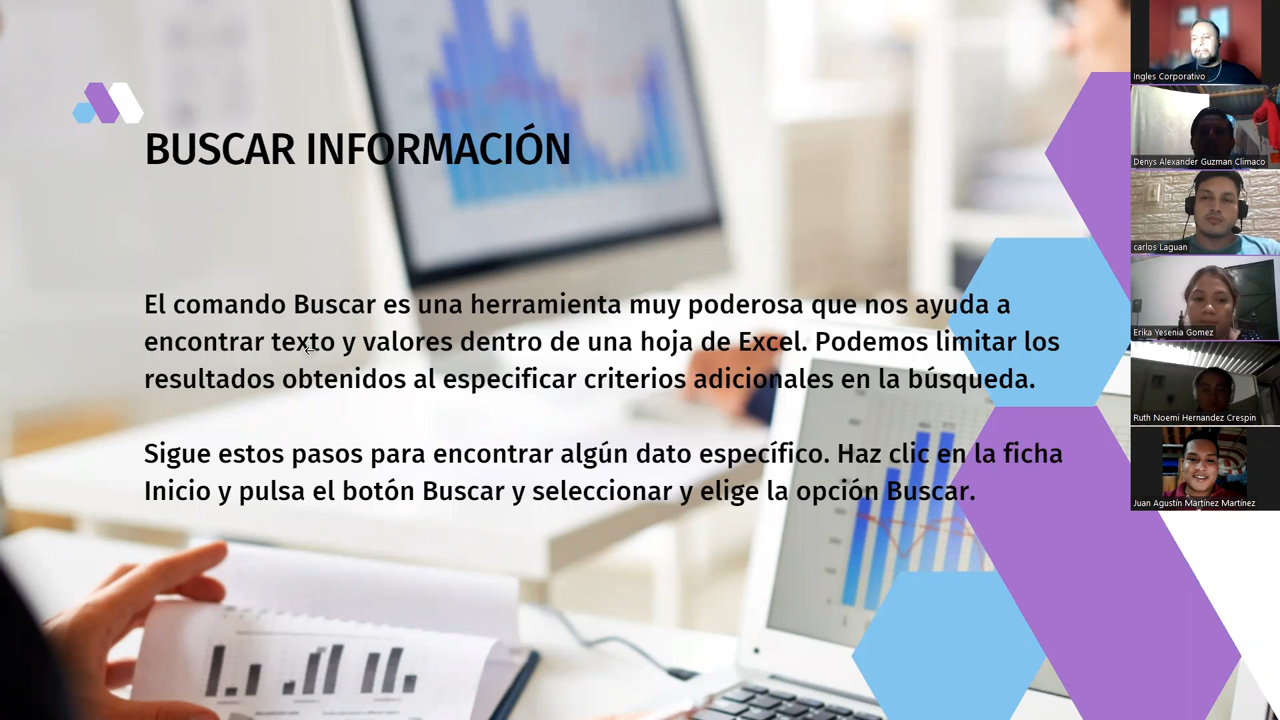 BUSCAR INFORMACIÓN
El comando Buscar es una herramienta muy poderosa que nos ayuda a
encontrar texto y valores dentro de una hoja de Excel. Podemos limitar los
resultados obtenidos al especificar criterios adicionales en la búsqueda.
Sigue estos pasos para encontrar algún dato específico. Haz clic en la ficha
Inicio y pulsa el botón Buscar y seleccionar y elige la opción Buscar.
Ingles Corporativo
Denys Alexander Guzman Climaco
carlos Laguan
Erika Yesenia Gomez
Ruth Noemi Hernandez Crespin
Juan Agustín Martínez Martínez